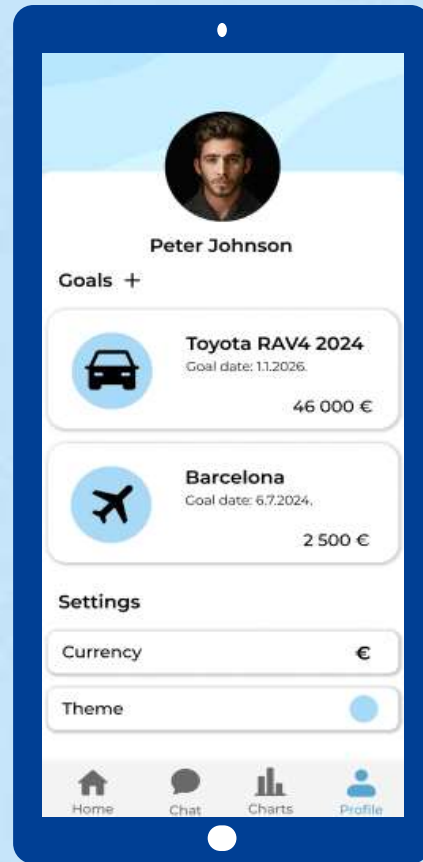 Peter Johnson
Goals +
Toyota RAV4 2024
Goal date: 1.1.2026.
46 000 €
Barcelona
Goal date: 6.7.2024.
2 500 €
Settings
Currency €
Theme
Home Chat Charts Profile